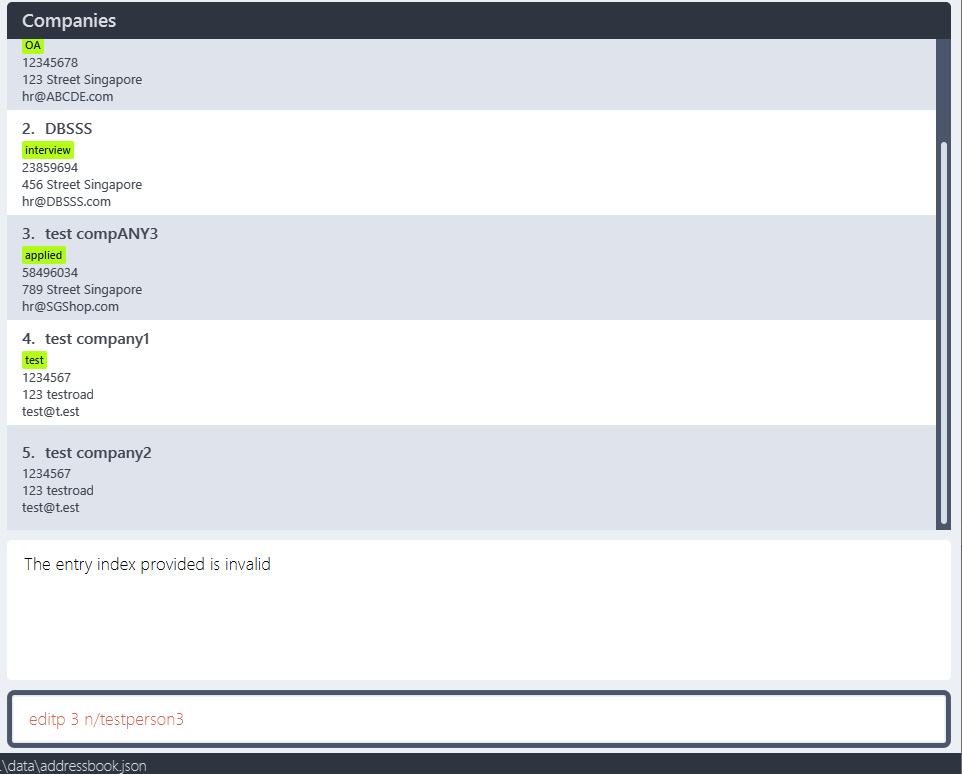 Companies
OA
12345678
123 Street Singapore
hr@ABCDE.com
2. DBSSS
interview
23859694
456 Street Singapore
hr@DBSSS.com
3. test compANY3
applied
58496034
789 Street Singapore
hr@SGShop.com
4. test company1
test
1234567
123 testroad
test@t.est
5. test company2
1234567
123 testroad
test@t.est
The entry index provided is invalid
editp 3 n/testperson3
.\data\addressbook.json